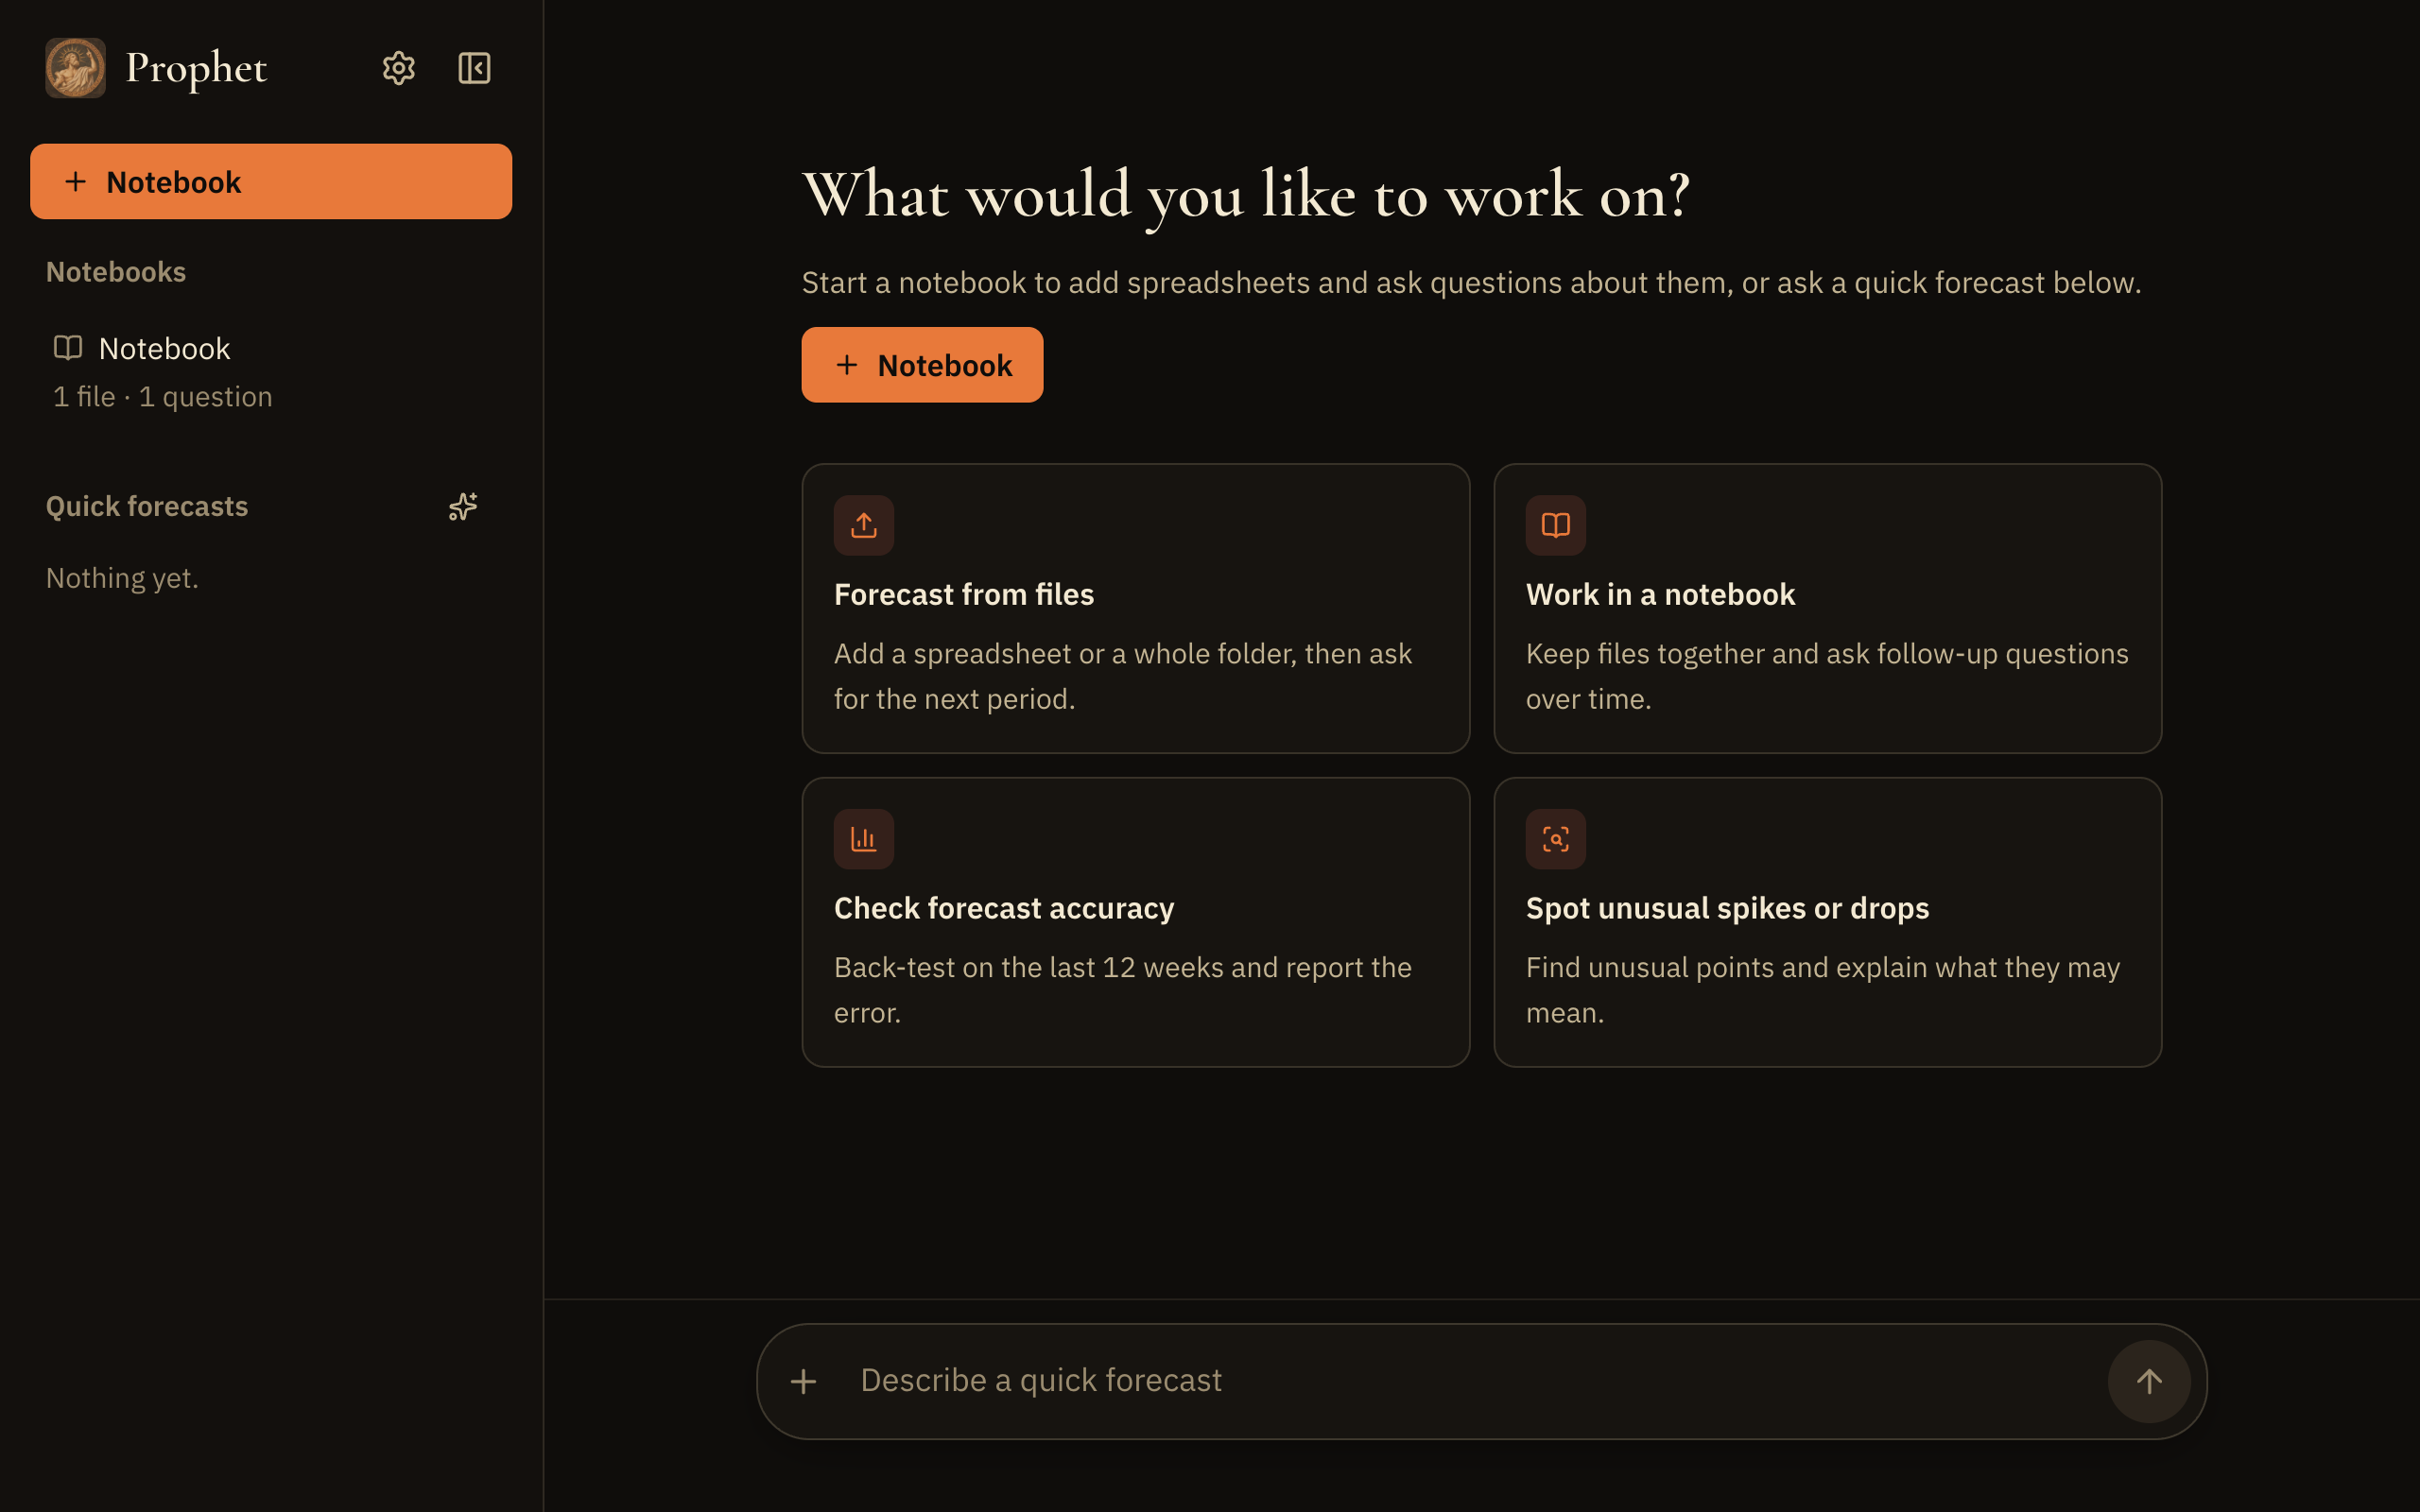 Prophet
Notebook
Notebooks
Notebook
1 file · 1 question
Quick forecasts
Nothing yet.
What would you like to work on?
Start a notebook to add spreadsheets and ask questions about them, or ask a quick forecast below.
Notebook
Forecast from files
Add a spreadsheet or a whole folder, then ask
for the next period.
Work in a notebook
Keep files together and ask follow-up questions
over time.
Check forecast accuracy
Back-test on the last 12 weeks and report the
error.
Spot unusual spikes or drops
Find unusual points and explain what they may
mean.
Describe a quick forecast